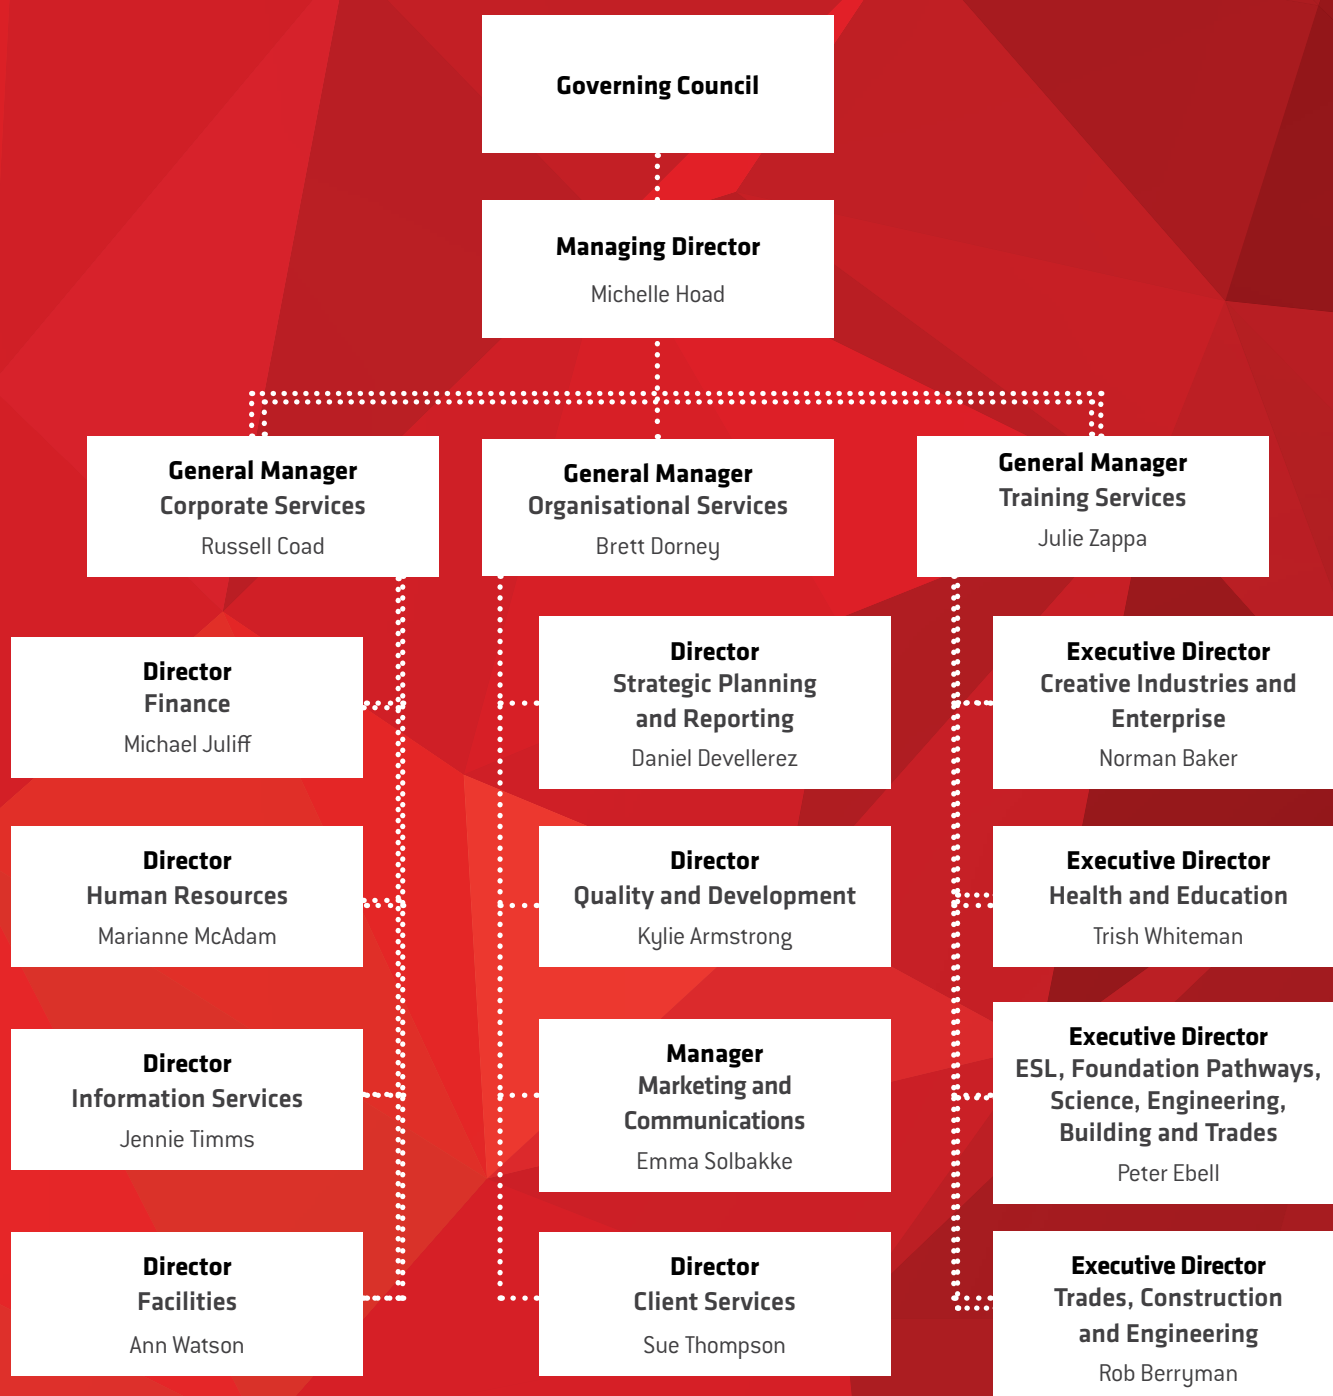 Governing Council
Managing Director
Michelle Hoad
General Manager
Corporate Services
Russell Coad
General Manager
Organisational Services
Brett Dorney
General Manager
Training Services
Julie Zappa
Director
Finance
Michael Juliff
Director
Human Resources
Marianne McAdam
Director
Information Services
Jennie Timms
Director
Facilities
Ann Watson
Director
Strategic Planning
and Reporting
Daniel Devellerez
Director
Quality and Development
Kylie Armstrong
Manager
Marketing and
Communications
Emma Solbakke
Director
Client Services
Sue Thompson
Executive Director
Creative Industries and
Enterprise
Norman Baker
Executive Director
Health and Education
Trish Whiteman
Executive Director
ESL, Foundation Pathways,
Science, Engineering,
Building and Trades
Peter Ebell
Executive Director
Trades, Construction
and Engineering
Rob Berryman